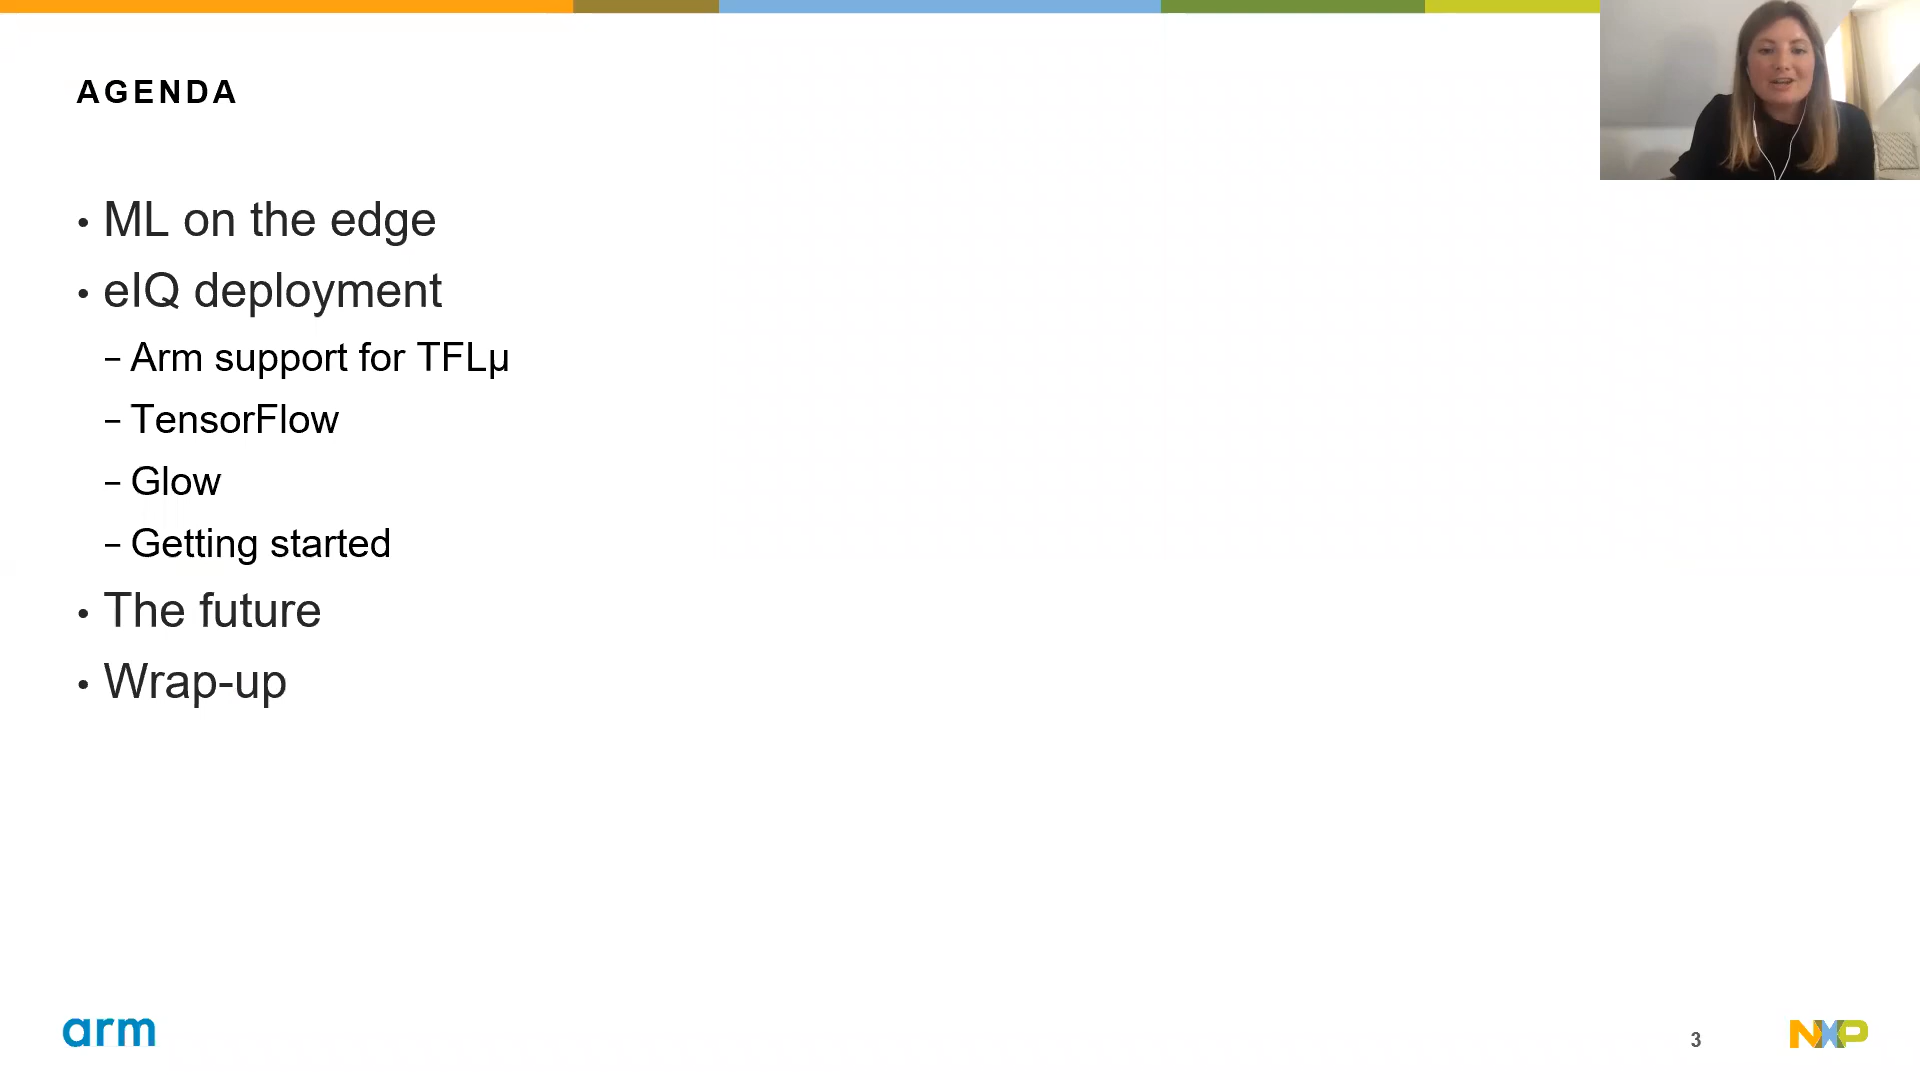 AGENDA
• ML on the edge
• eIQ deployment
– Arm support for TFLµ
– TensorFlow
– Glow
– Getting started
• The future
• Wrap-up
arm
3
NXP